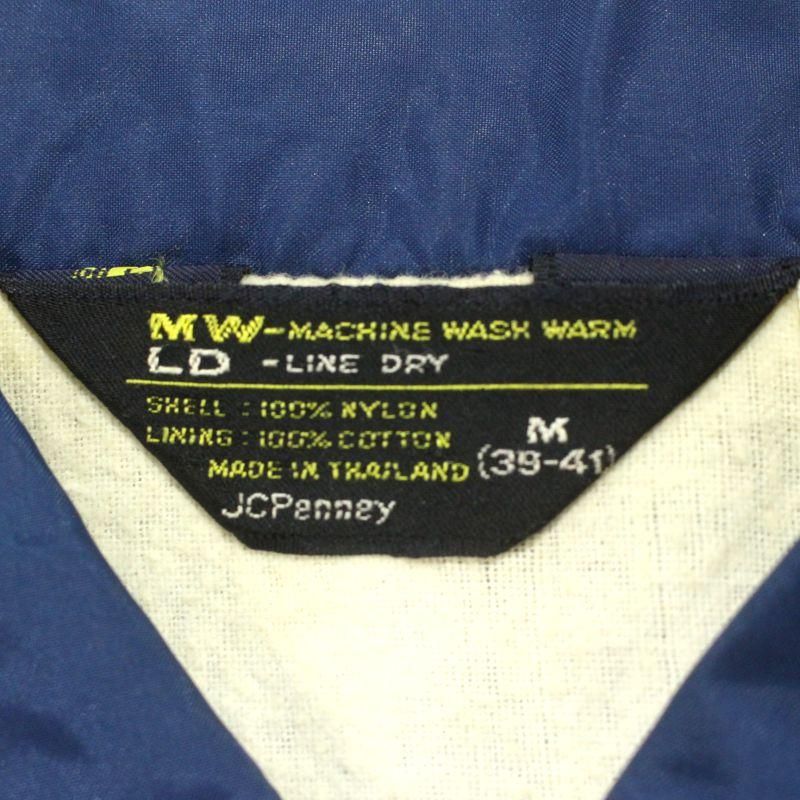 MW-MACHINE WASH WARM
LD -LINE DRY
SHELL : 100% NYLON
LINING : 100% COTTON
M
MADE IN THAILAND
(39-41)
JCPenney